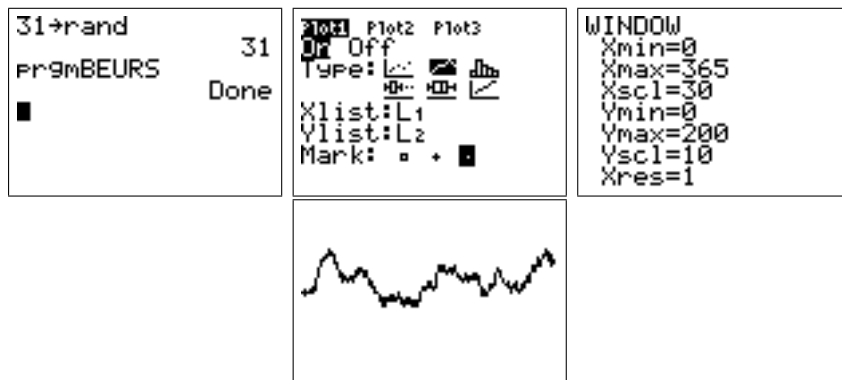 31→rand
31
prgmBEURS
Done
Plot1 Plot2 Plot3
On Off
Type:
Xlist:L₁
Ylist:L₂
Mark: ▫ + ·
WINDOW
Xmin=0
Xmax=365
Xscl=30
Ymin=0
Ymax=200
Yscl=10
Xres=1